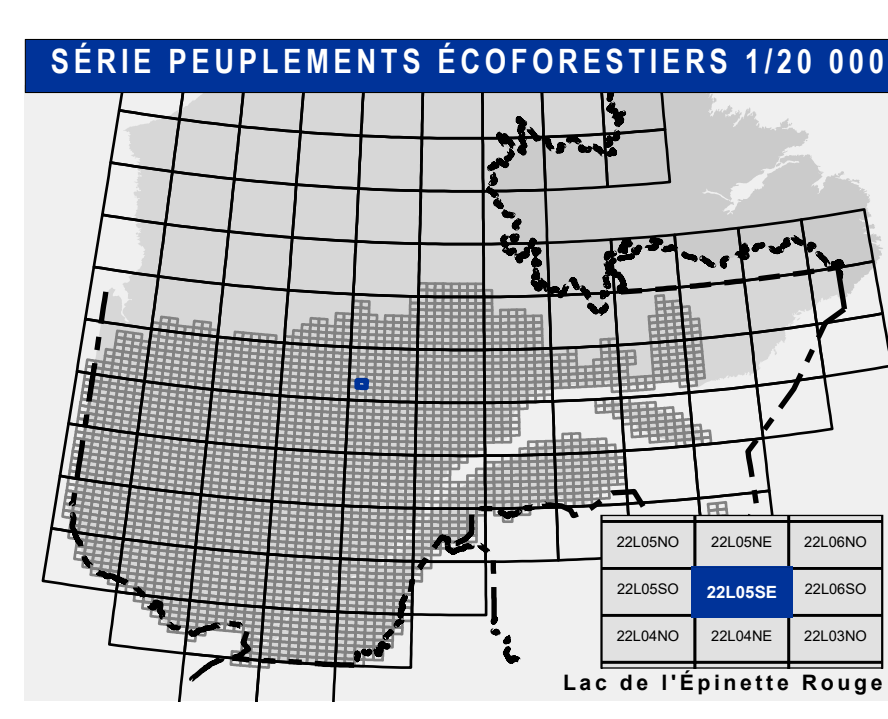 SÉRIE PEUPLEMENTS ÉCOFORESTIERS 1/20 000
22L05NO 22L05NE 22L06NO
22L05SO 22L05SE 22L06SO
22L04NO 22L04NE 22L03NO
Lac de l'Épinette Rouge